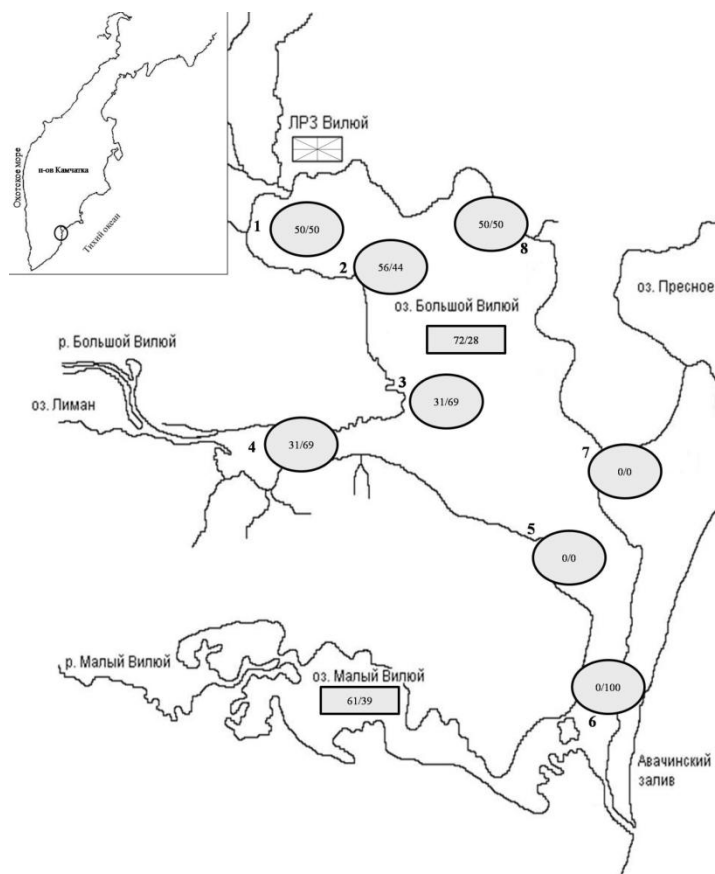 Охотское море
п-ов Камчатка
Тихий океан
ЛРЗ Вилюй
1
50/50
50/50
8
2
56/44
оз. Пресное
оз. Большой Вилюй
72/28
р. Большой Вилюй
3
31/69
оз. Лиман
4
31/69
7
0/0
5
0/0
р. Малый Вилюй
оз. Малый Вилюй
61/39
0/100
6
Авачинский
залив